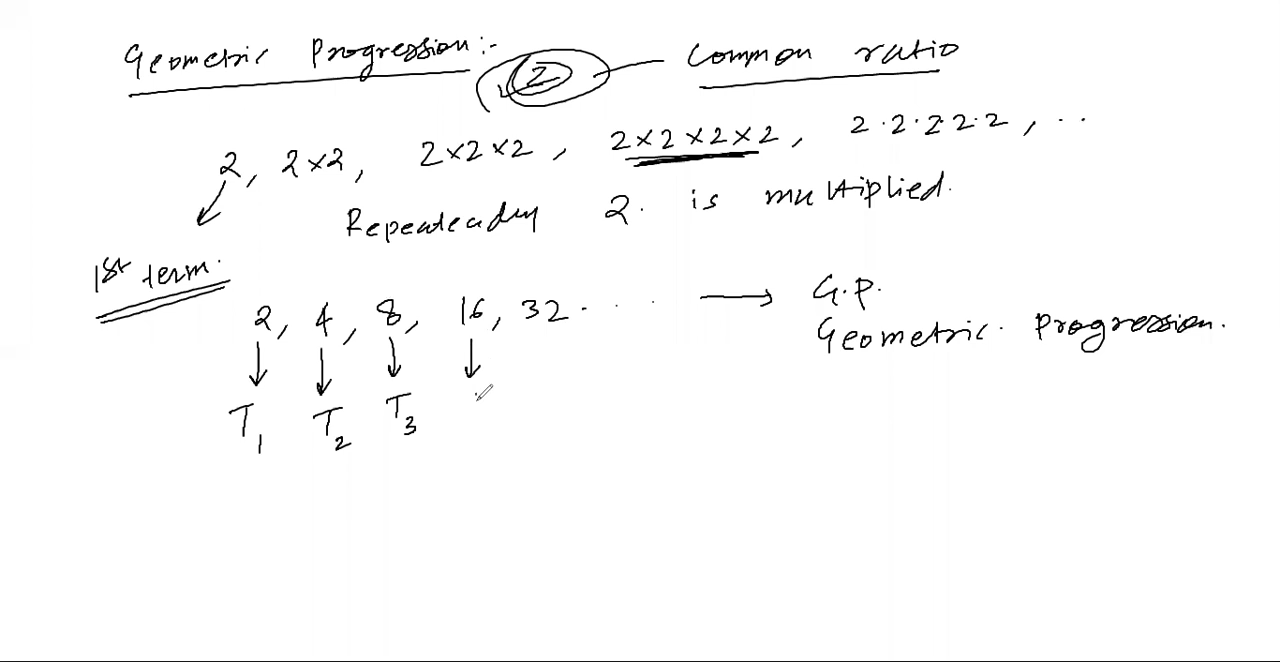 Geometric Progression:-
2 Common ratio
2, 2×2, 2×2×2, 2×2×2×2, 2·2·2·2·2, ..
Repeateadly 2. is multiplied.
1st term.
2, 4, 8, 16, 32. . . . . → G.P.
Geometric. Progression.
T1 T2 T3